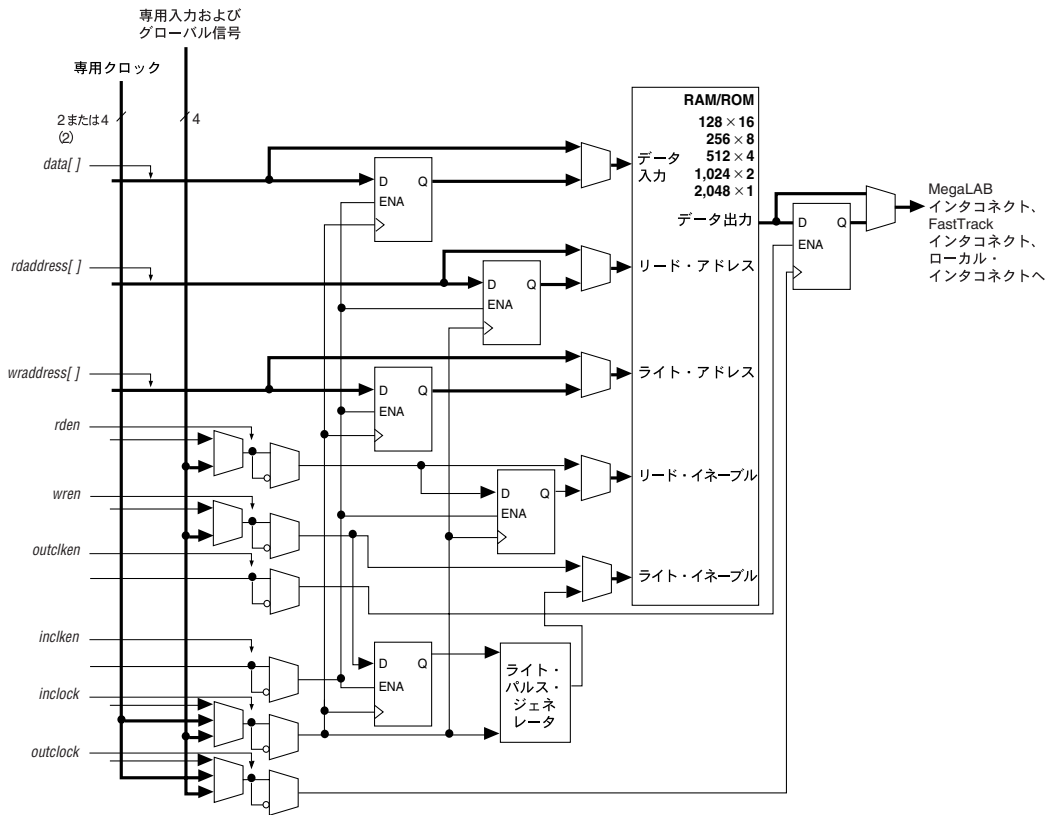 専用入力および
グローバル信号
専用クロック
2または4
(2)
4
data[ ]
rdaddress[ ]
wraddress[ ]
rden
wren
outclken
inclken
inclock
outclock
D Q
ENA
D Q
ENA
D Q
ENA
D Q
ENA
D Q
ENA
ライト・
パルス・
ジェネ
レータ
RAM/ROM
128 × 16
256 × 8
512 × 4
1,024 × 2
2,048 × 1
データ
入力
データ出力
リード・アドレス
ライト・アドレス
リード・イネーブル
ライト・イネーブル
D Q
ENA
MegaLAB
インタコネクト、
FastTrack
インタコネクト、
ローカル・
インタコネクトへ